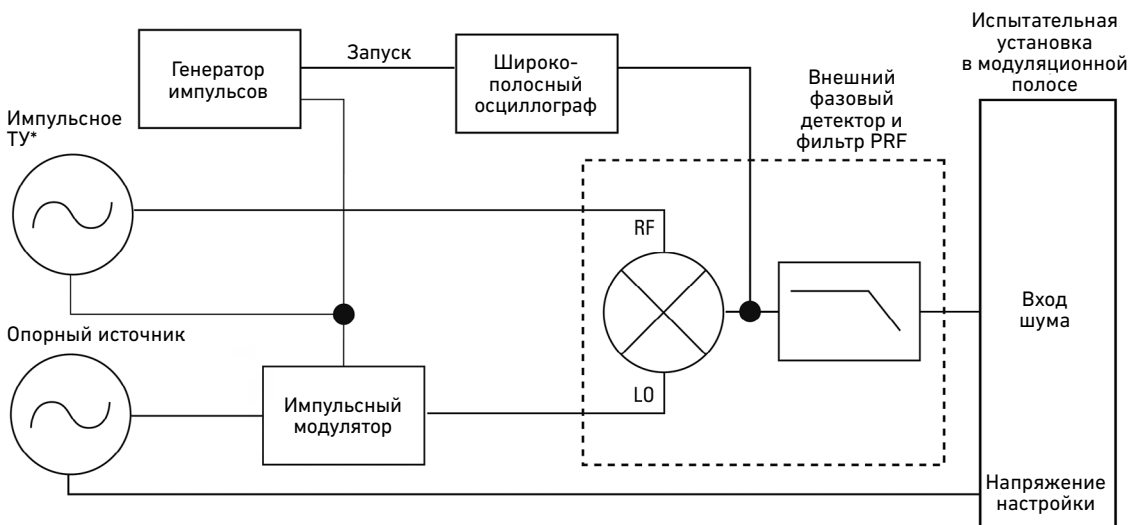 Испытательная
установка
в модуляционной
полосе
Запуск
Генератор
импульсов
Широко-
полосный
осциллограф
Внешний
фазовый
детектор и
фильтр PRF
Импульсное
ТУ*
RF
Вход
шума
Опорный источник
LO
Импульсный
модулятор
Напряжение
настройки